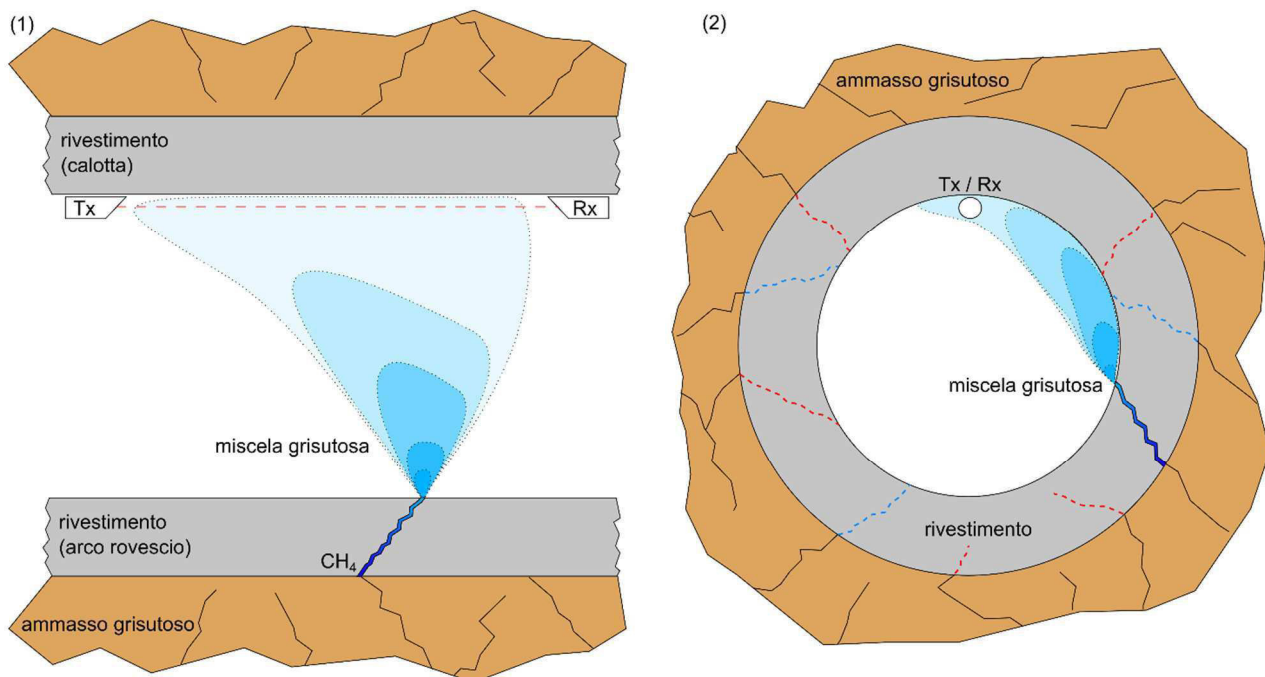 (1)
rivestimento
(calotta)
Tx
Rx
miscela grisutosa
rivestimento
(arco rovescio)
CH₄
ammasso grisutoso
(2)
ammasso grisutoso
Tx / Rx
miscela grisutosa
rivestimento